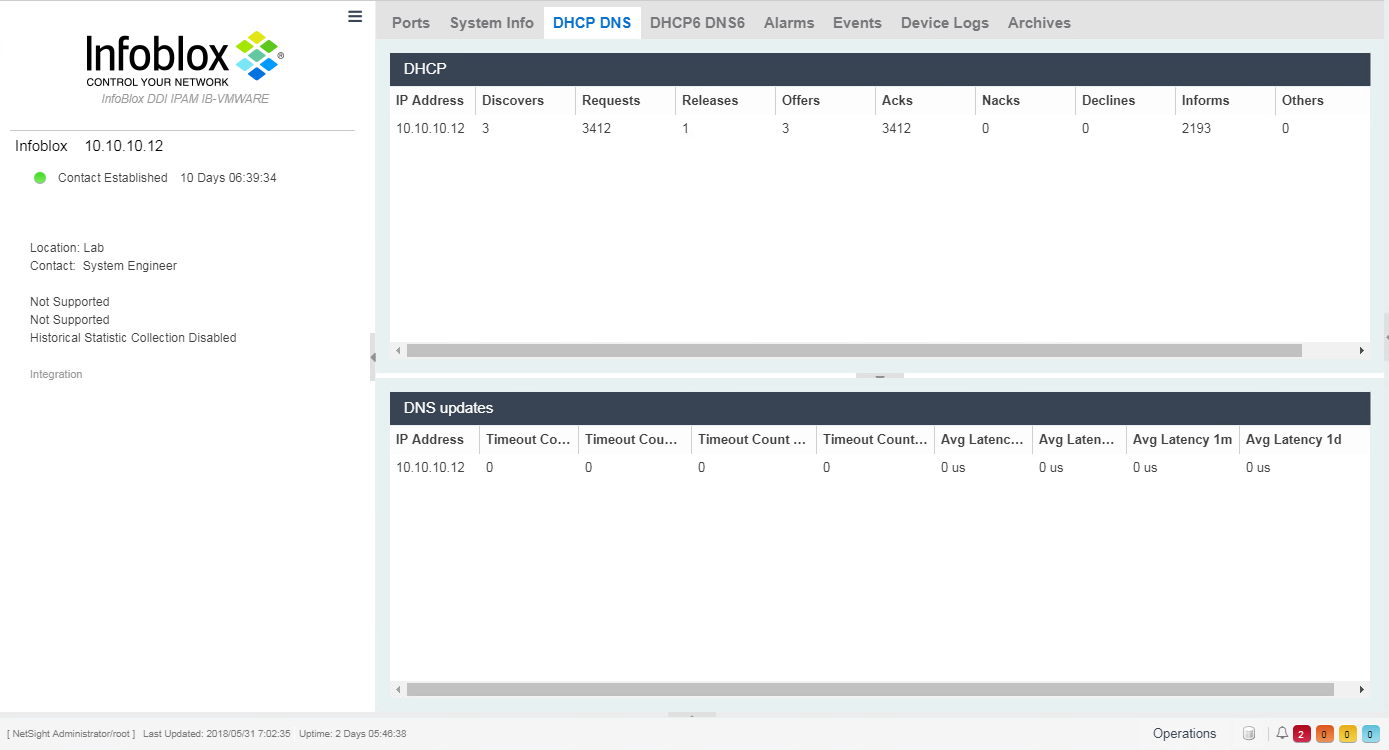 Infoblox ®
CONTROL YOUR NETWORK
InfoBlox DDI IPAM IB-VMWARE
Infoblox 10.10.10.12
Contact Established 10 Days 06:39:34
Location: Lab
Contact: System Engineer
Not Supported
Not Supported
Historical Statistic Collection Disabled
Integration
Ports System Info DHCP DNS DHCP6 DNS6 Alarms Events Device Logs Archives
DHCP
IP Address Discovers Requests Releases Offers Acks Nacks Declines Informs Others
10.10.10.12 3 3412 1 3 3412 0 0 2193 0
DNS updates
IP Address Timeout Co... Timeout Cou... Timeout Count ... Timeout Count... Avg Latenc... Avg Laten... Avg Latency 1m Avg Latency 1d
10.10.10.12 0 0 0 0 0 us 0 us 0 us 0 us
[ NetSight Administrator/root ] Last Updated: 2018/05/31 7:02:35 Uptime: 2 Days 05:46:38
Operations 2 0 0 0